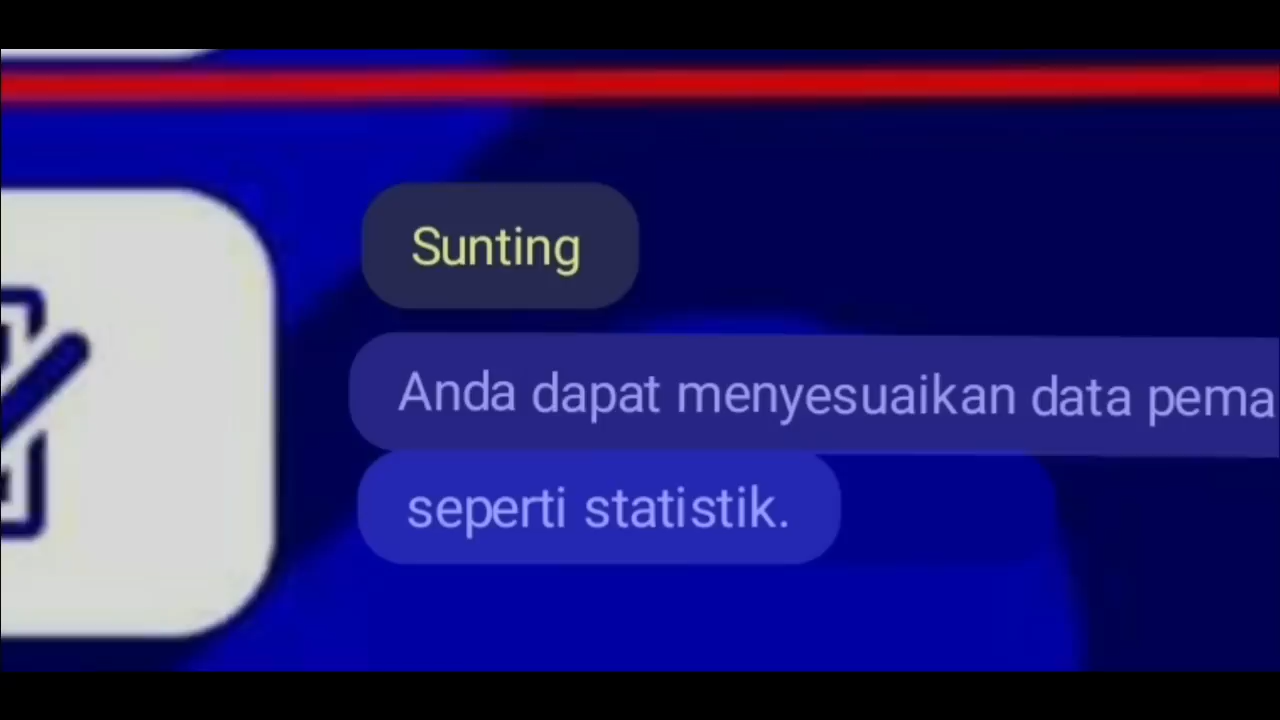 Sunting
Anda dapat menyesuaikan data pema
seperti statistik.